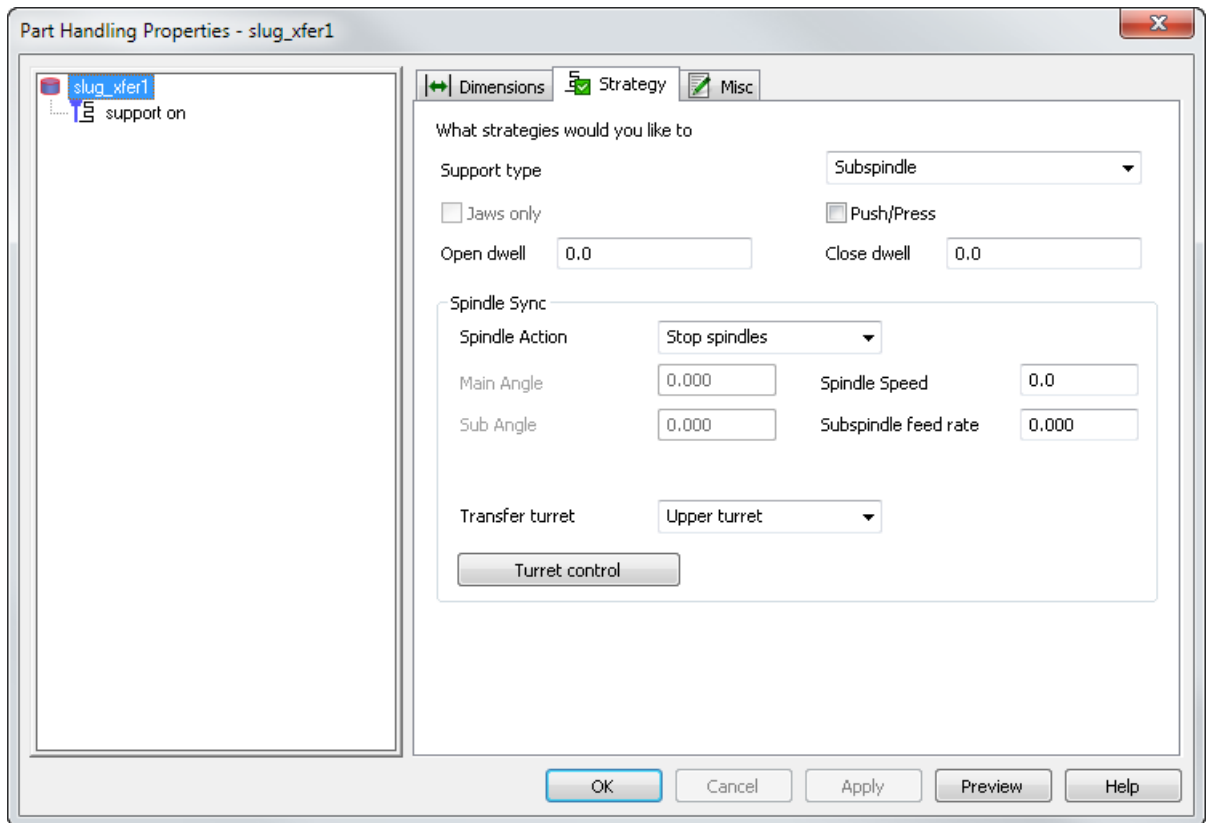 Part Handling Properties - slug_xfer1
slug_xfer1
support on
Dimensions Strategy Misc
What strategies would you like to
Support type Subspindle
Jaws only Push/Press
Open dwell 0.0 Close dwell 0.0
Spindle Sync
Spindle Action Stop spindles
Main Angle 0.000 Spindle Speed 0.0
Sub Angle 0.000 Subspindle feed rate 0.000
Transfer turret Upper turret
Turret control
OK Cancel Apply Preview Help